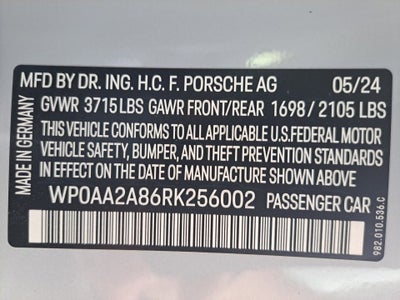 MFD BY DR. ING. H.C. F. PORSCHE AG 05/24
GVWR 3715 LBS GAWR FRONT/REAR 1698 / 2105 LBS
THIS VEHICLE CONFORMS TO ALL APPLICABLE U.S. FEDERAL MOTOR
VEHICLE SAFETY, BUMPER, AND THEFT PREVENTION STANDARDS
IN EFFECT ON THE DATE OF MANUFACTURE SHOWN ABOVE.
WP0AA2A86RK256002 PASSENGER CAR
MADE IN GERMANY
982.010.536.C